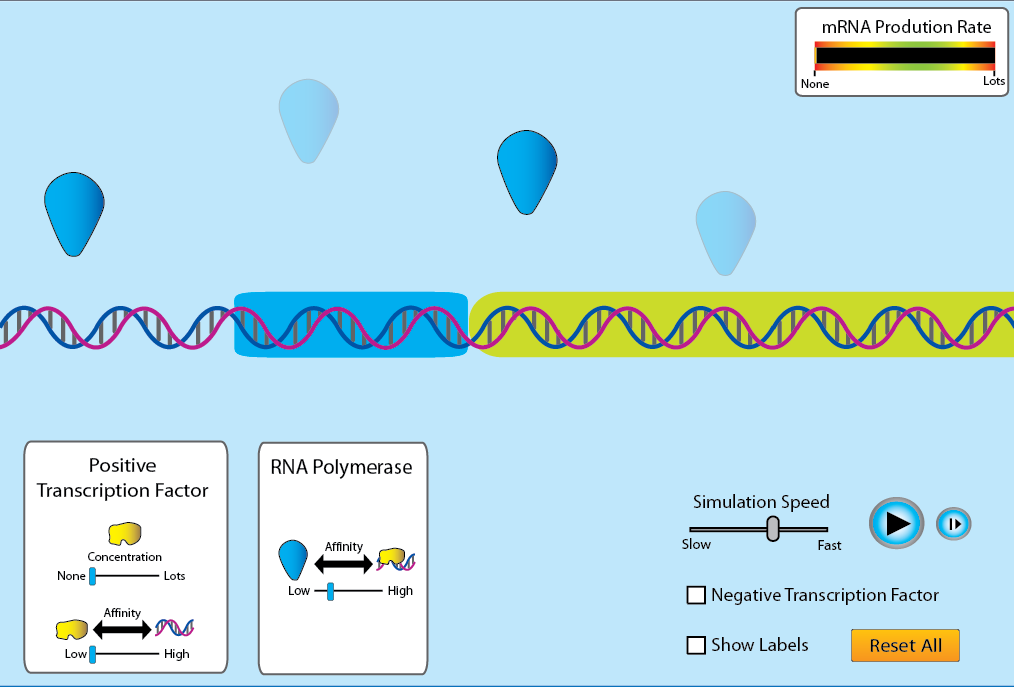 mRNA Prodution Rate
None
Lots
Positive
Transcription Factor
Concentration
None
Lots
Affinity
Low
High
RNA Polymerase
Affinity
Low
High
Simulation Speed
Slow
Fast
Negative Transcription Factor
Show Labels
Reset All